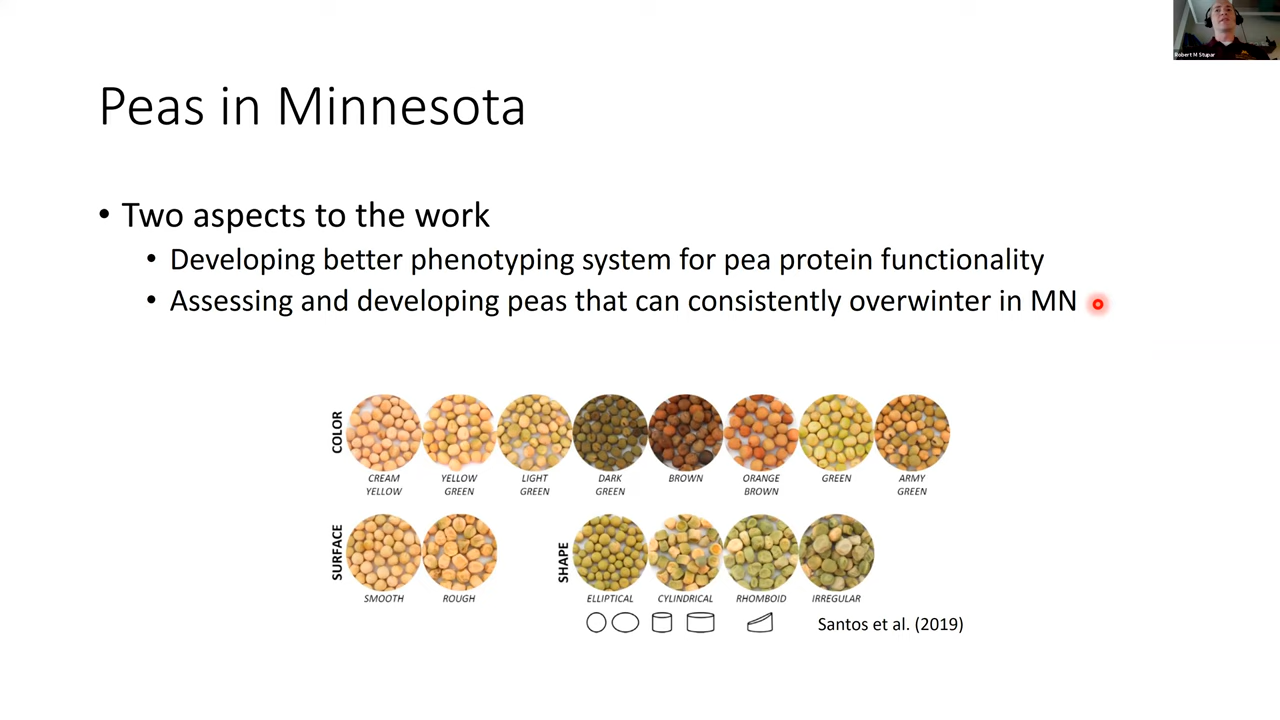 Robert M Stupar
Peas in Minnesota
• Two aspects to the work
• Developing better phenotyping system for pea protein functionality
• Assessing and developing peas that can consistently overwinter in MN
COLOR
CREAM YELLOW
YELLOW GREEN
LIGHT GREEN
DARK GREEN
BROWN
ORANGE BROWN
GREEN
ARMY GREEN
SURFACE
SMOOTH
ROUGH
SHAPE
ELLIPTICAL
CYLINDRICAL
RHOMBOID
IRREGULAR
Santos et al. (2019)